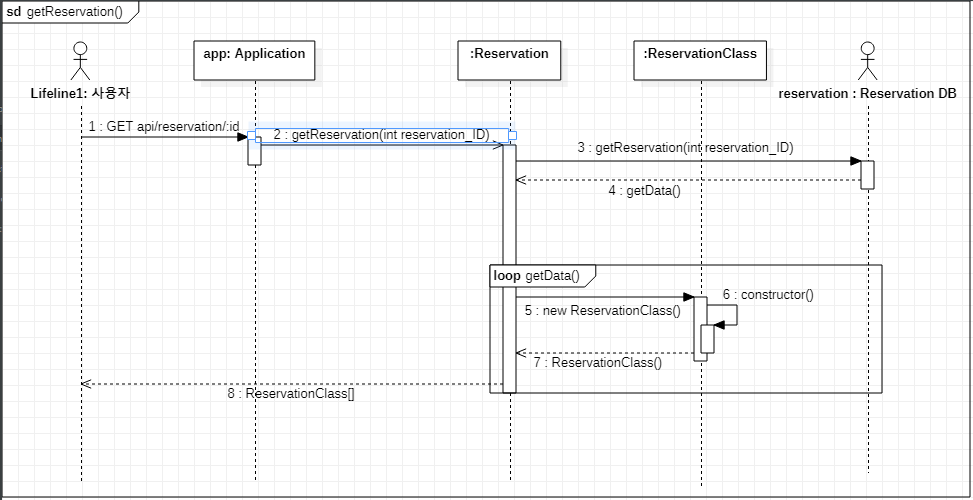 sd getReservation()
app: Application
:Reservation
:ReservationClass
Lifeline1: 사용자
reservation : Reservation DB
1 : GET api/reservation/:id
2 : getReservation(int reservation_ID)
3 : getReservation(int reservation_ID)
4 : getData()
loop getData()
5 : new ReservationClass()
6 : constructor()
7 : ReservationClass()
8 : ReservationClass[]